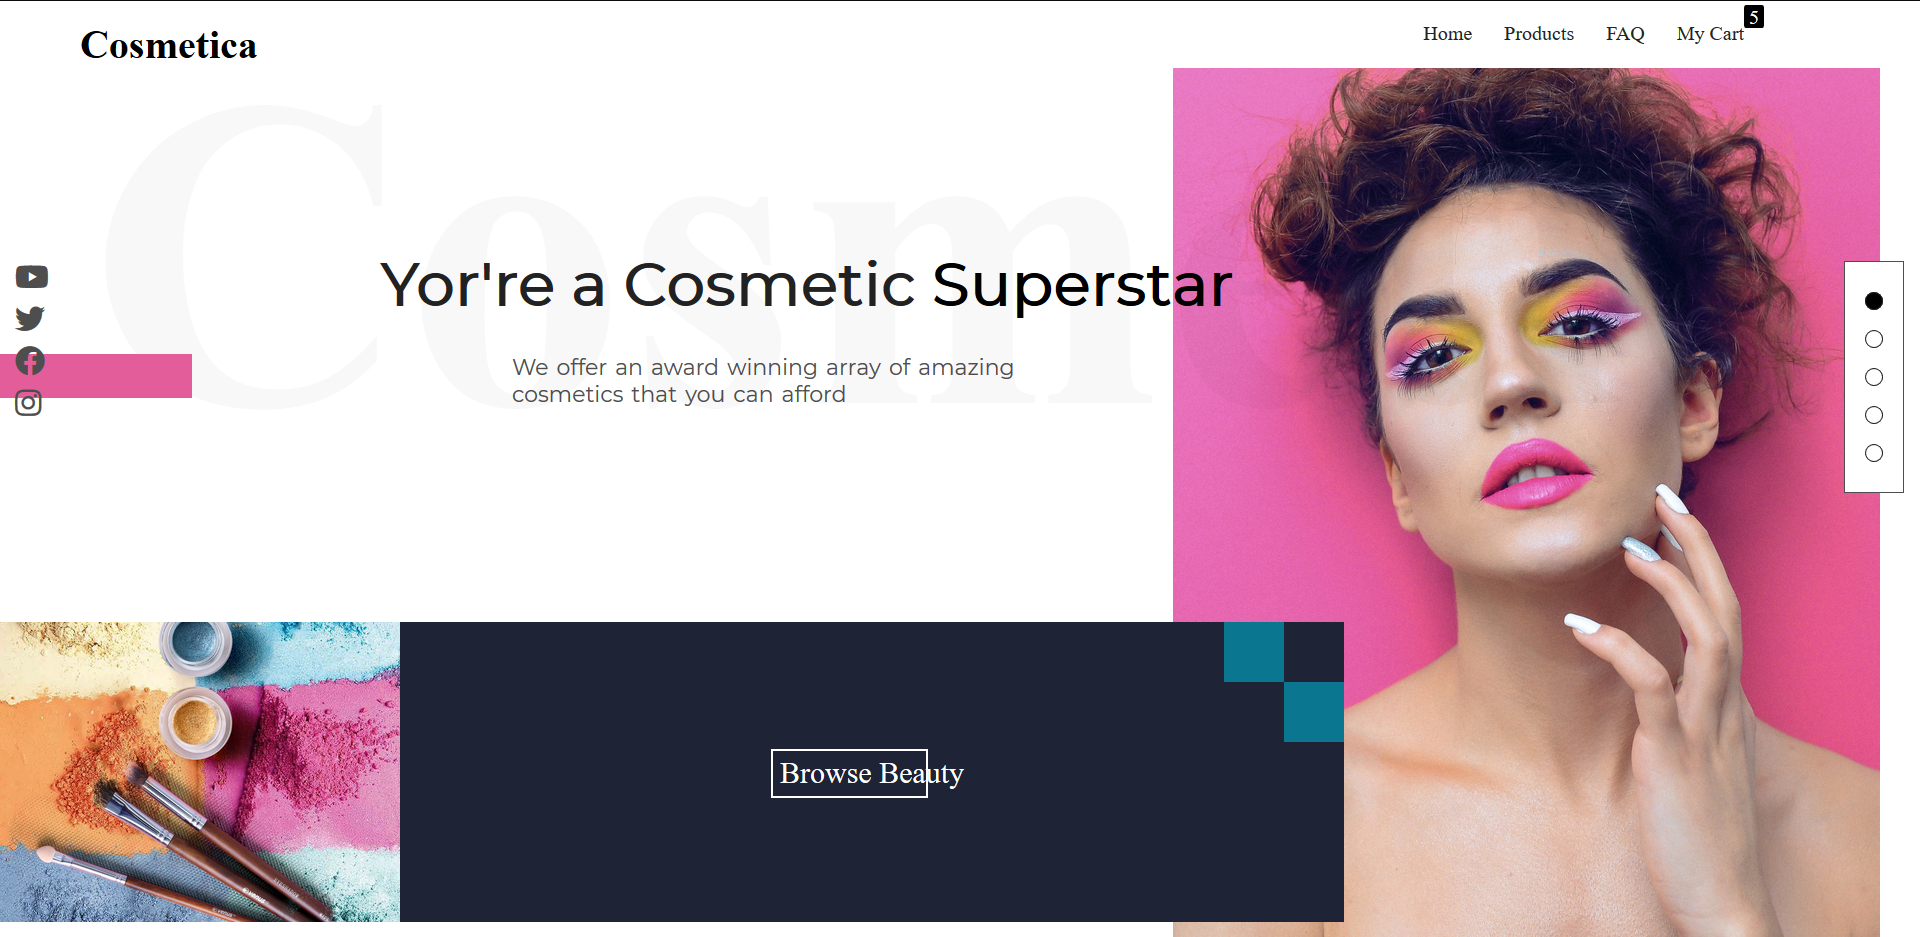 Cosmetica
Home Products FAQ My Cart 5
Cosme
Yor're a Cosmetic Superstar
We offer an award winning array of amazing
cosmetics that you can afford
Browse Beauty